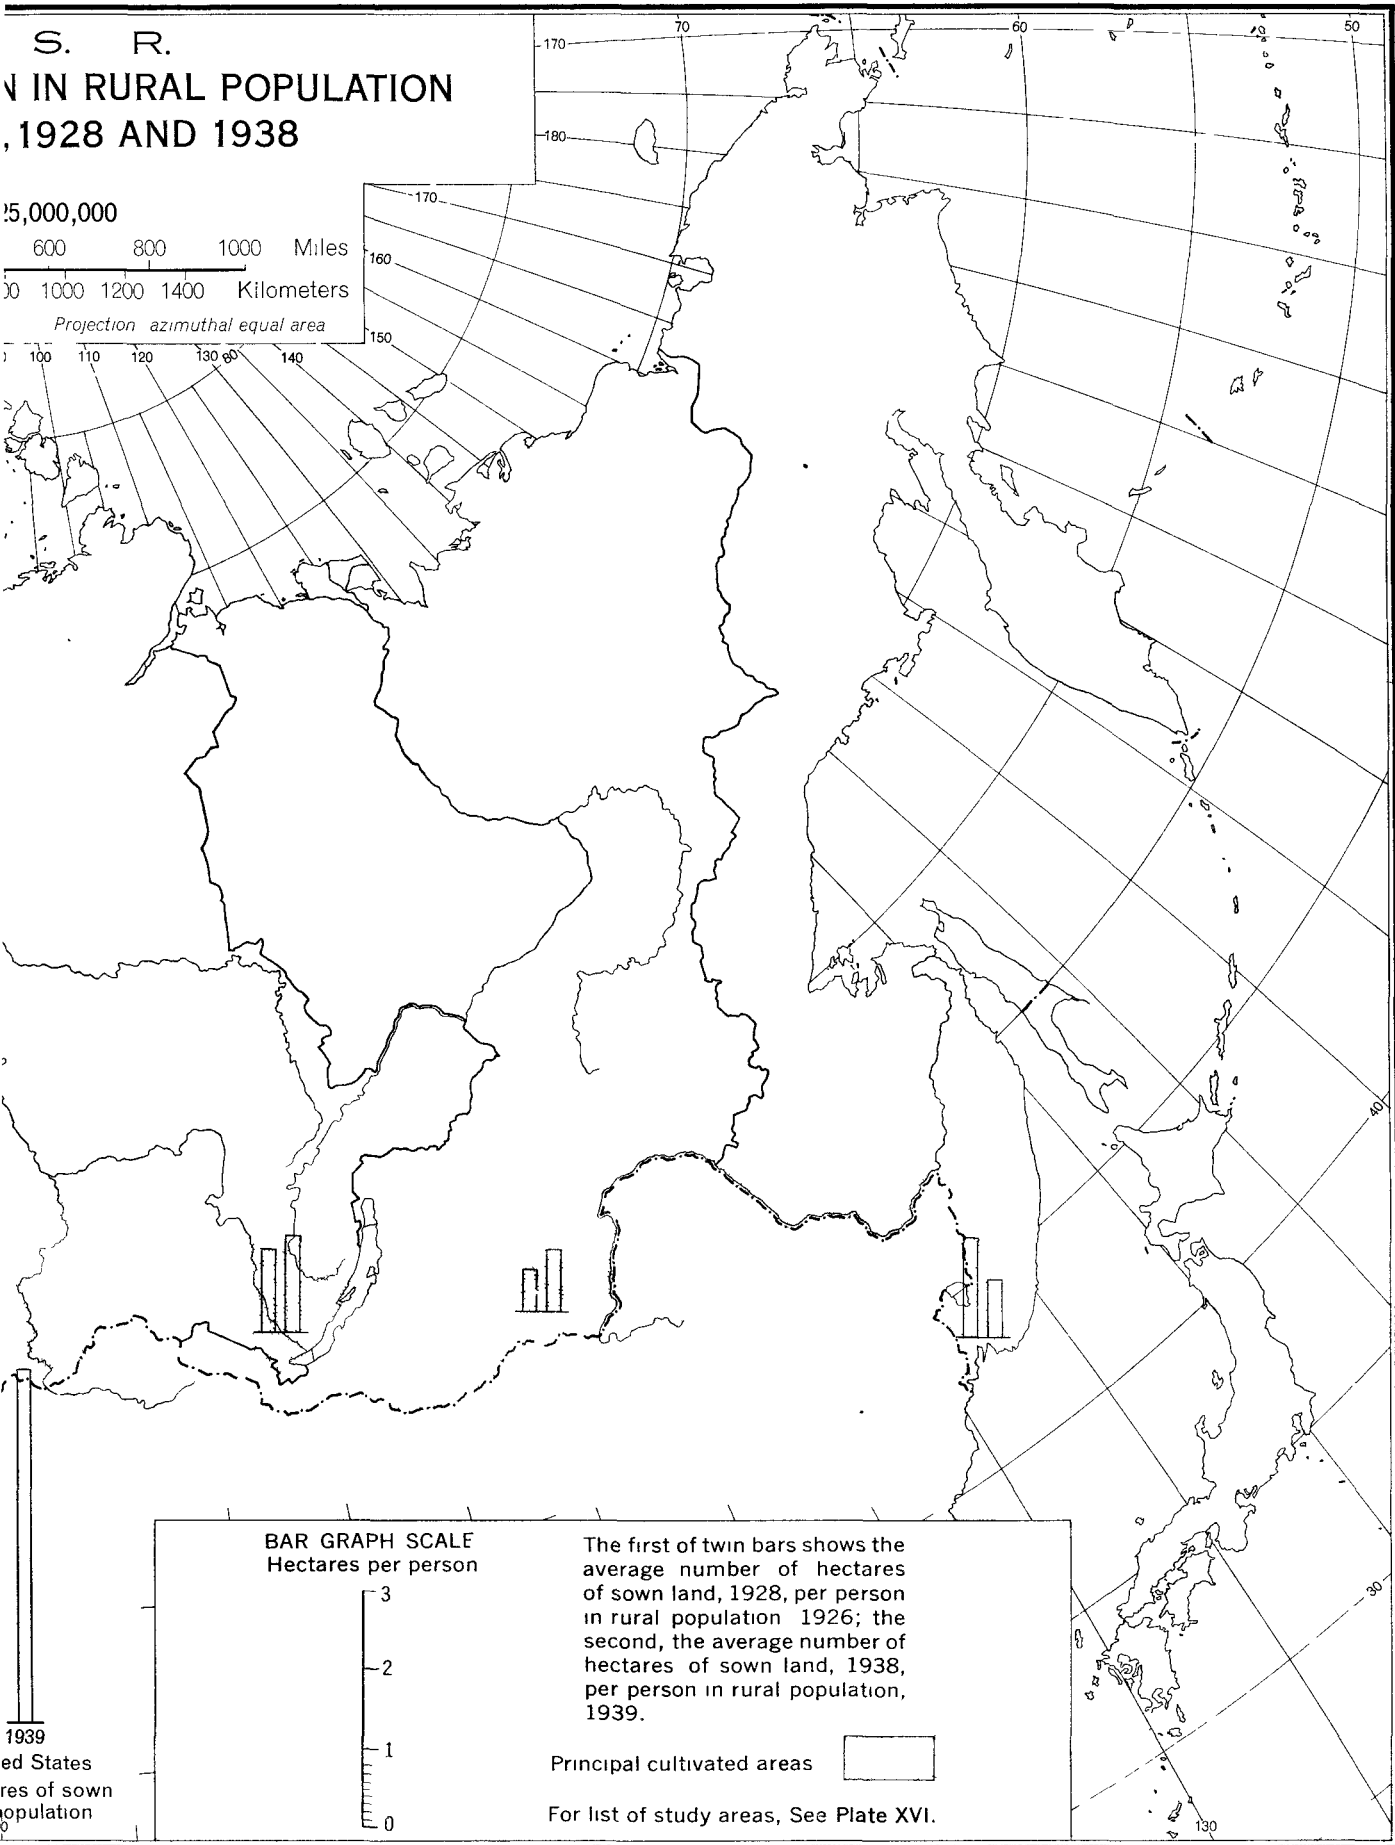 S. R.
N IN RURAL POPULATION
, 1928 AND 1938
25,000,000
600 800 1000 Miles
00 1000 1200 1400 Kilometers
Projection azimuthal equal area
100 110 120 130 80 140
150
160
170
170
180
70
60
50
40
30
130
1939
ed States
res of sown
opulation
BAR GRAPH SCALE
Hectares per person
3
2
1
0
The first of twin bars shows the
average number of hectares
of sown land, 1928, per person
in rural population 1926; the
second, the average number of
hectares of sown land, 1938,
per person in rural population,
1939.
Principal cultivated areas
For list of study areas, See Plate XVI.